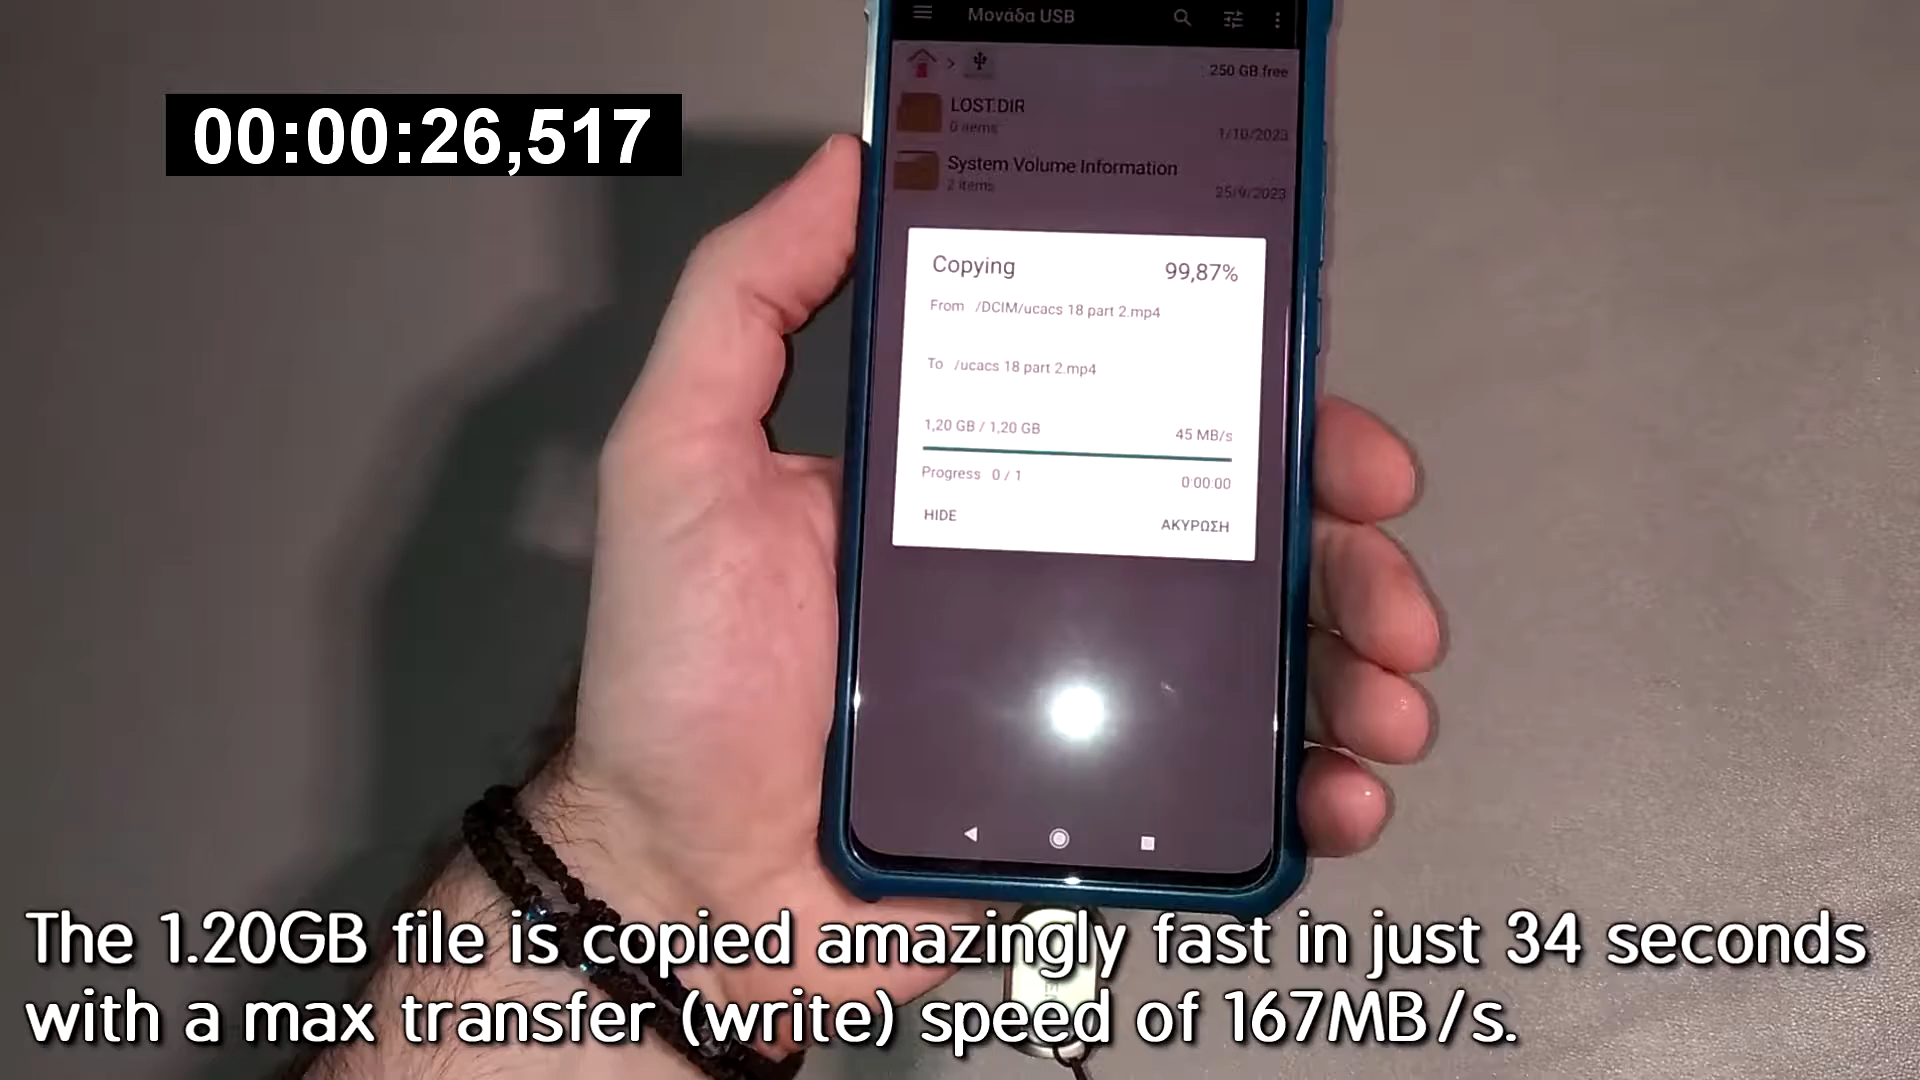 Μονάδα USB
250 GB free
LOST.DIR
0 items
1/10/2023
System Volume Information
2 items
25/9/2023
00:00:26,517
Copying 99,87%
From /DCIM/ucacs 18 part 2.mp4
To /ucacs 18 part 2.mp4
1,20 GB / 1,20 GB 45 MB/s
Progress 0 / 1 0:00:00
HIDE ΑΚΥΡΩΣΗ
The 1.20GB file is copied amazingly fast in just 34 seconds
with a max transfer (write) speed of 167MB/s.